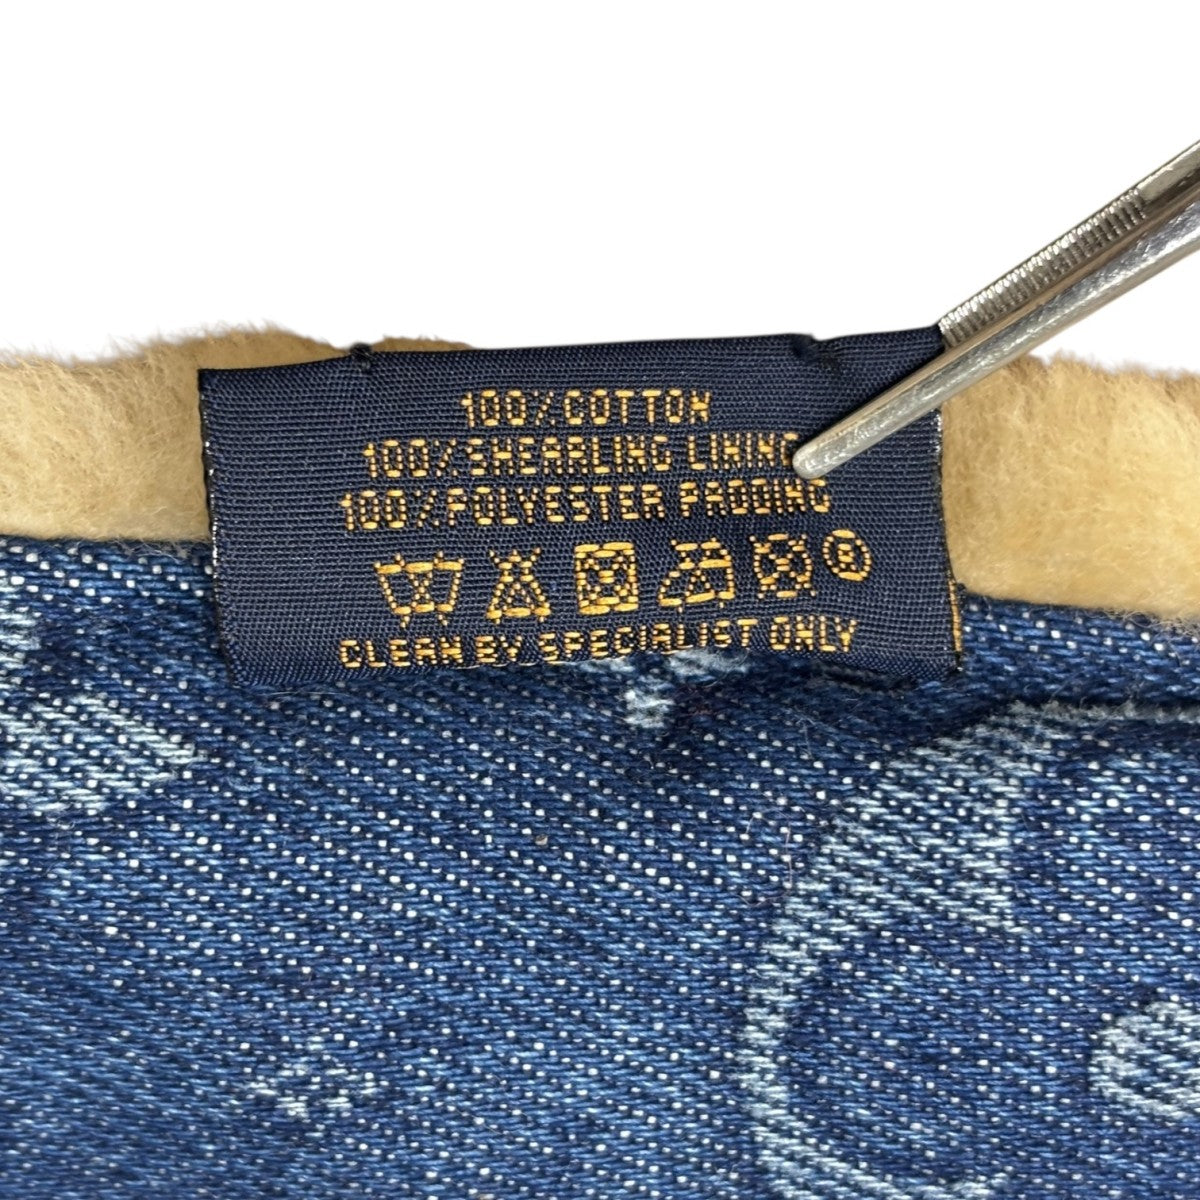 100%COTTON
100%SHEARLING LINING
100%POLYESTER PADDING
®
CLEAN BY SPECIALIST ONLY